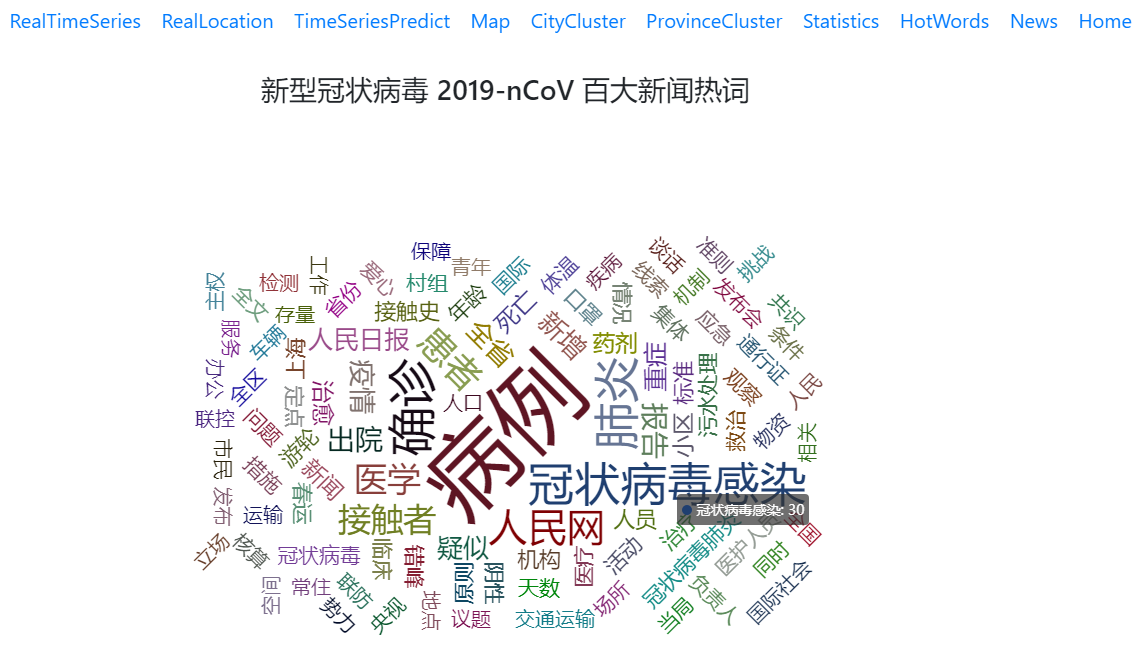 RealTimeSeries RealLocation TimeSeriesPredict Map CityCluster ProvinceCluster Statistics HotWords News Home
新型冠状病毒 2019-nCoV 百大新闻热词
保障
谈话
准则
挑战
工作
检测
爱心
村组
青年
国际
体温
疾病
线索
机制
发布会
共识
主权
全文
存量
省份
接触史
年龄
死亡
口罩
情况
集体
应急
通行证
条件
服务
车辆
上海
人民日报
患者
全省
新增
药剂
重症
标准
污水处理
观察
人民
办公
全区
定点
治愈
疫情
确诊
人口
病例
肺炎
报告
小区
救治
物资
相关
联控
问题
游轮
出院
市民
措施
新闻
医学
冠状病毒感染
冠状病毒感染: 30
发布
运输
春运
接触者
人民网
人员
治疗
冠状病毒肺炎
医护人员
全国
立场
核算
冠状病毒
临床
错峰
疑似
机构
医疗
活动
同时
空间
常住
联防
原则
阴性
天数
场所
负责人
国际社会
势力
央视
地点
议题
交通运输
当局